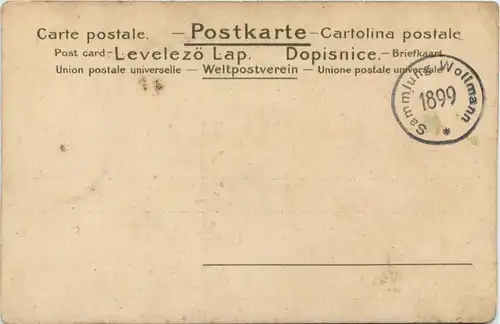 Carte postale. — Postkarte – Cartolina postale
Post card – Levelezö Lap. Dopisnice. – Briefkaart
Union postale universelle — Weltpostverein — Unione postale universale
Sammlung Wollmann
1899
*